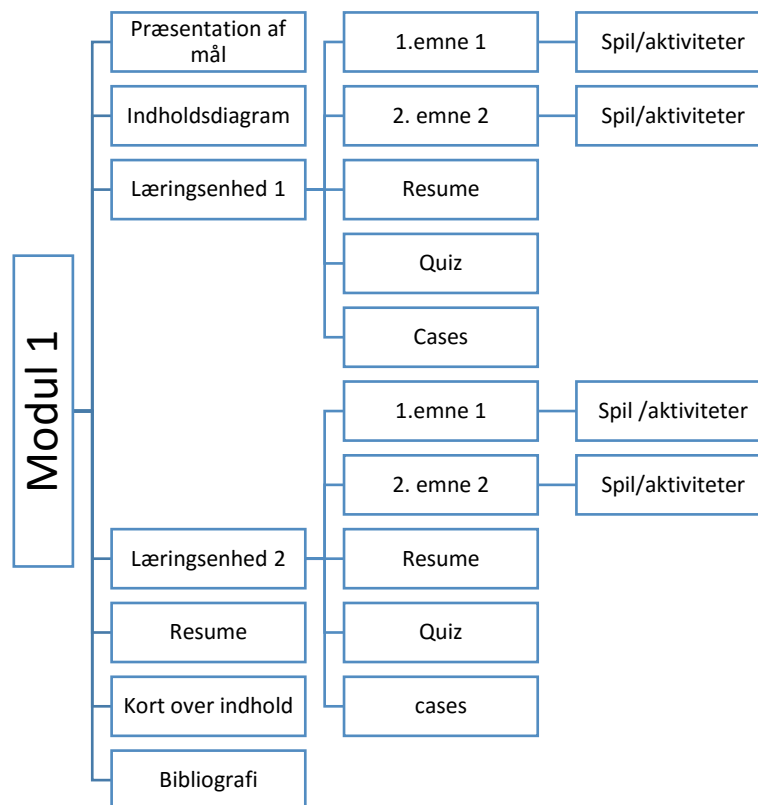 Modul 1
Præsentation af
mål
Indholdsdiagram
Læringsenhed 1
1.emne 1
Spil/aktiviteter
2. emne 2
Spil/aktiviteter
Resume
Quiz
Cases
Læringsenhed 2
1.emne 1
Spil /aktiviteter
2. emne 2
Spil/aktiviteter
Resume
Quiz
cases
Resume
Kort over indhold
Bibliografi